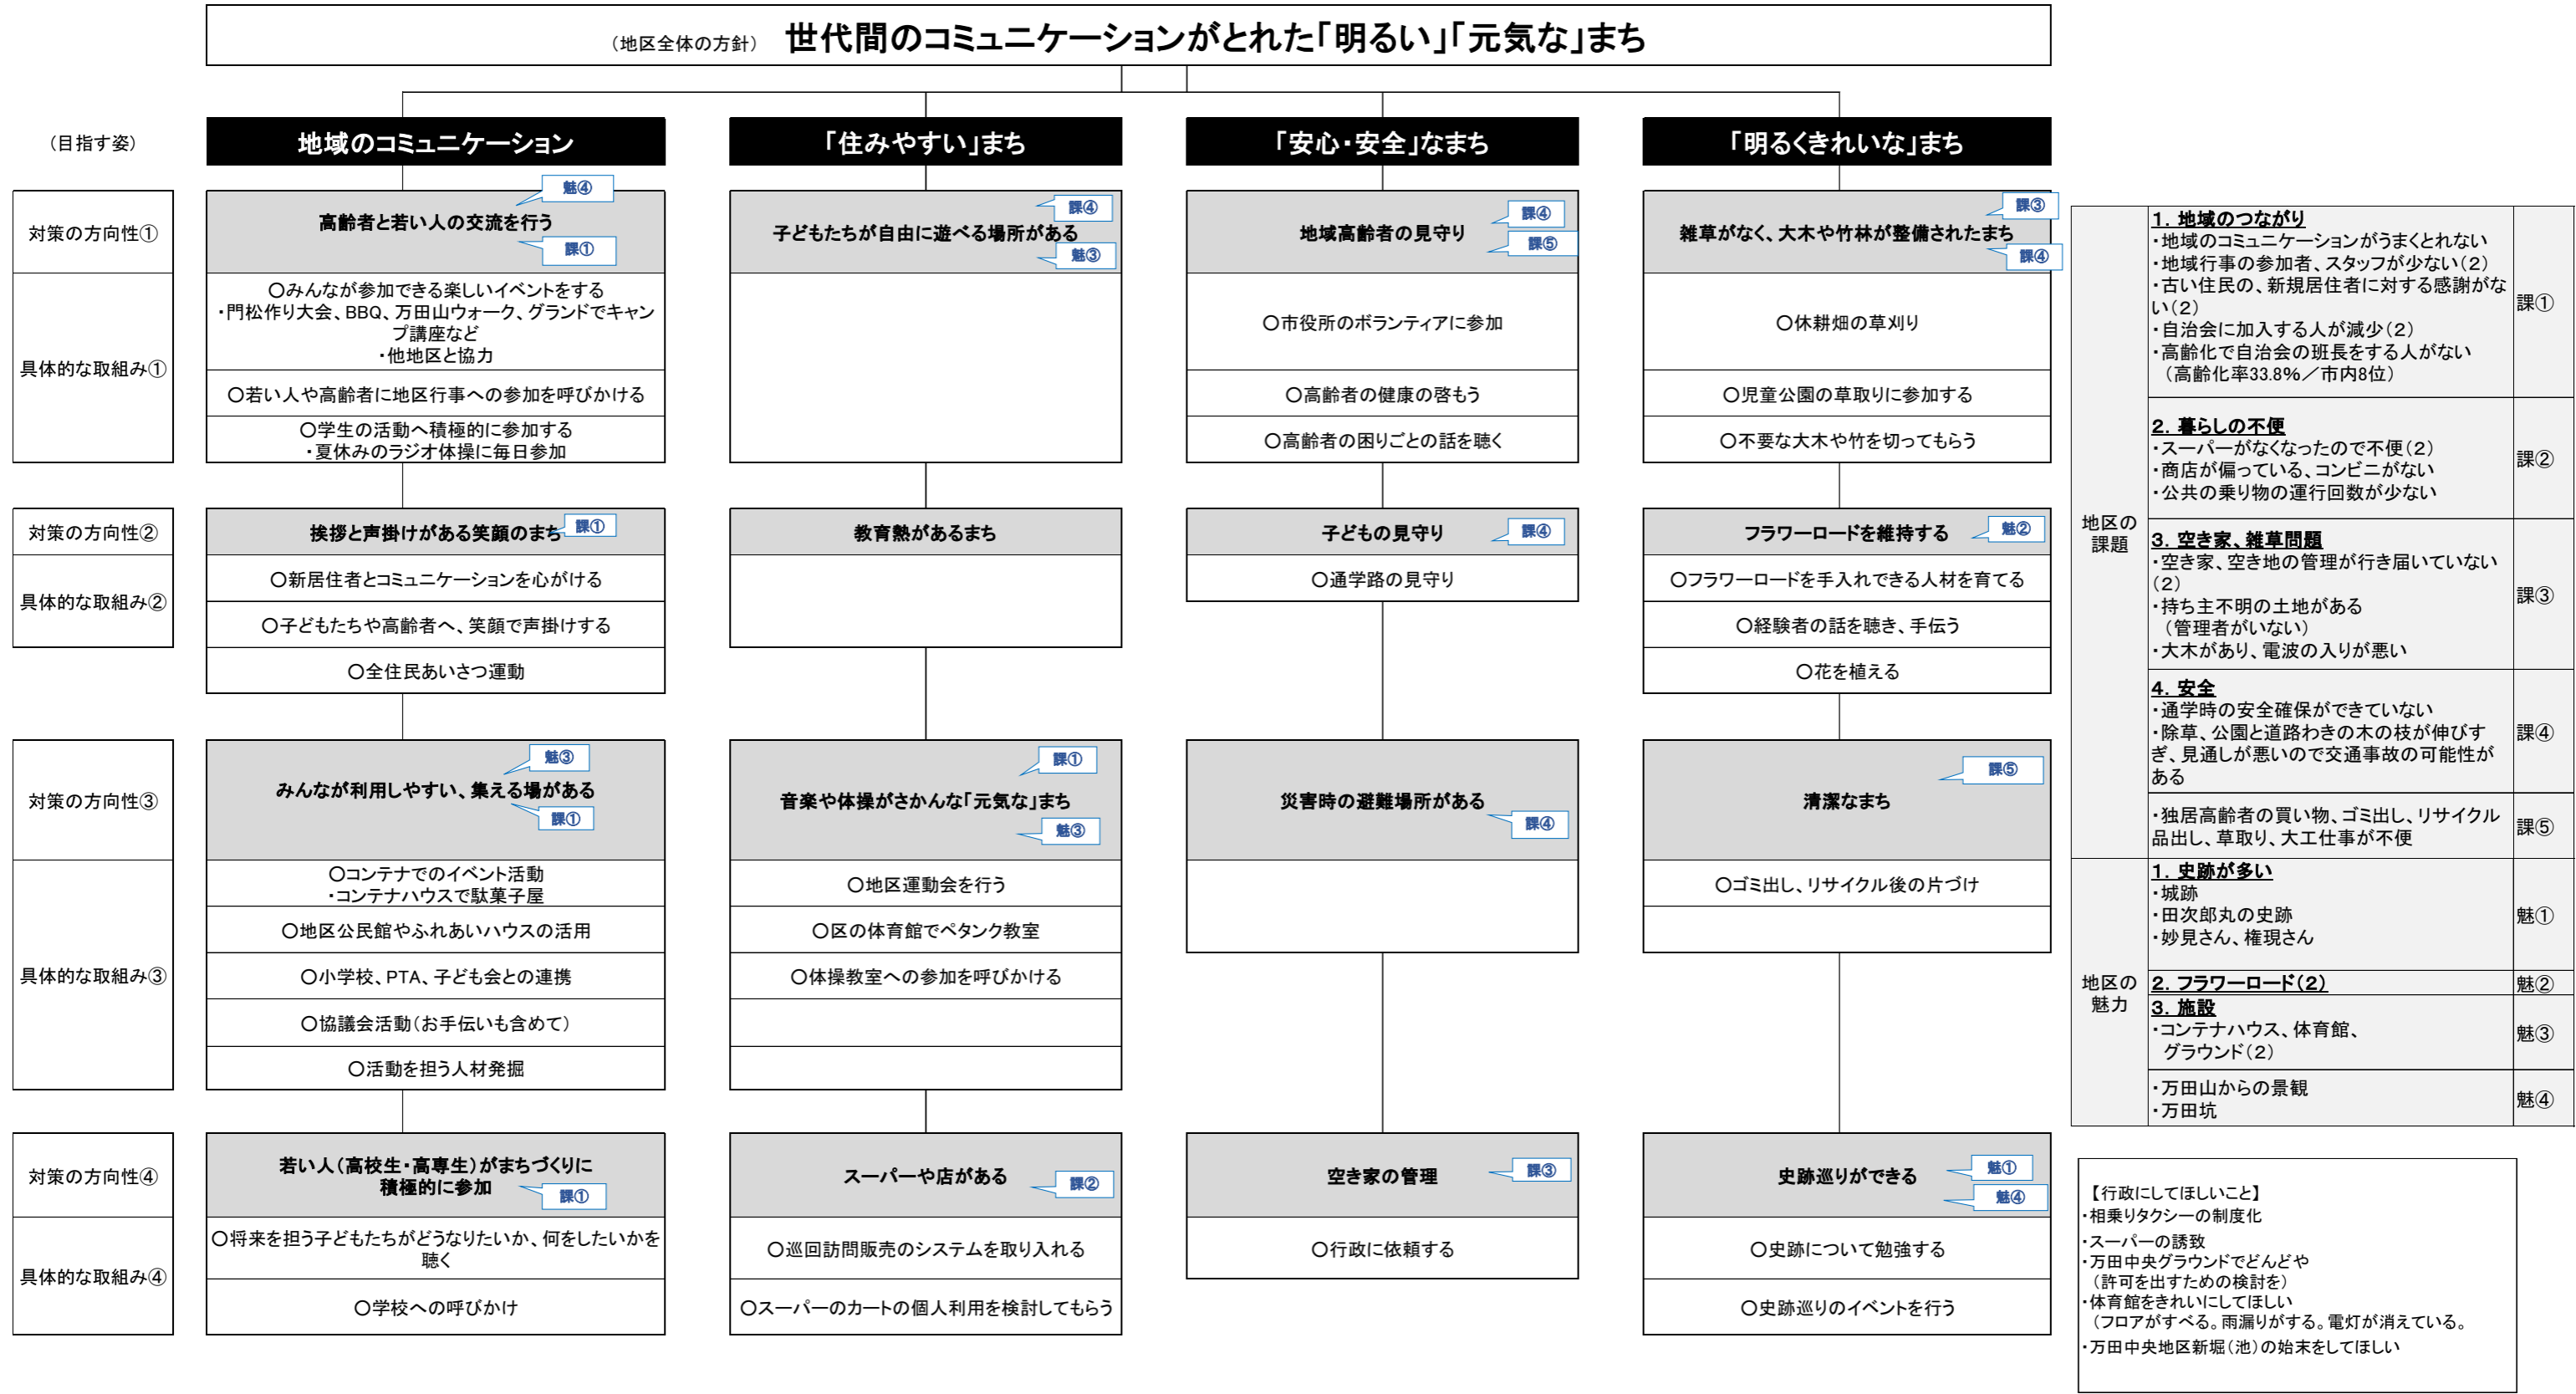 (地区全体の方針) 世代間のコミュニケーションがとれた「明るい」「元気な」まち
(目指す姿)
地域のコミュニケーション
「住みやすい」まち
「安心・安全」なまち
「明るくきれいな」まち
対策の方向性①
魅④
高齢者と若い人の交流を行う
課①
課④
子どもたちが自由に遊べる場所がある
魅③
課④
地域高齢者の見守り
課⑤
課③
雑草がなく、大木や竹林が整備されたまち
課④
具体的な取組み①
○みんなが参加できる楽しいイベントをする
・門松作り大会、BBQ、万田山ウォーク、グランドでキャン
プ講座など
・他地区と協力
○若い人や高齢者に地区行事への参加を呼びかける
○学生の活動へ積極的に参加する
・夏休みのラジオ体操に毎日参加
○市役所のボランティアに参加
○高齢者の健康の啓もう
○高齢者の困りごとの話を聴く
○休耕畑の草刈り
○児童公園の草取りに参加する
○不要な大木や竹を切ってもらう
対策の方向性②
挨拶と声掛けがある笑顔のまち
課①
教育熱があるまち
子どもの見守り
課④
フラワーロードを維持する
魅②
具体的な取組み②
○新居住者とコミュニケーションを心がける
○子どもたちや高齢者へ、笑顔で声掛けする
○全住民あいさつ運動
○通学路の見守り
○フラワーロードを手入れできる人材を育てる
○経験者の話を聴き、手伝う
○花を植える
対策の方向性③
魅③
みんなが利用しやすい、集える場がある
課①
課①
音楽や体操がさかんな「元気な」まち
魅③
災害時の避難場所がある
課④
課⑤
清潔なまち
具体的な取組み③
○コンテナでのイベント活動
・コンテナハウスで駄菓子屋
○地区公民館やふれあいハウスの活用
○小学校、PTA、子ども会との連携
○協議会活動(お手伝いも含めて)
○活動を担う人材発掘
○地区運動会を行う
○区の体育館でペタンク教室
○体操教室への参加を呼びかける
○ゴミ出し、リサイクル後の片づけ
対策の方向性④
若い人(高校生・高専生)がまちづくりに
積極的に参加
課①
スーパーや店がある
課②
空き家の管理
課③
史跡巡りができる
魅①
魅④
具体的な取組み④
○将来を担う子どもたちがどうなりたいか、何をしたいかを
聴く
○学校への呼びかけ
○巡回訪問販売のシステムを取り入れる
○スーパーのカートの個人利用を検討してもらう
○行政に依頼する
○史跡について勉強する
○史跡巡りのイベントを行う
地区の
課題
1. 地域のつながり
・地域のコミュニケーションがうまくとれない
・地域行事の参加者、スタッフが少ない(2)
・古い住民の、新規居住者に対する感謝がな
い(2)
・自治会に加入する人が減少(2)
・高齢化で自治会の班長をする人がない
(高齢化率33.8%/市内8位)
課①
2. 暮らしの不便
・スーパーがなくなったので不便(2)
・商店が偏っている、コンビニがない
・公共の乗り物の運行回数が少ない
課②
3. 空き家、雑草問題
・空き家、空き地の管理が行き届いていない
(2)
・持ち主不明の土地がある
(管理者がいない)
・大木があり、電波の入りが悪い
課③
4. 安全
・通学時の安全確保ができていない
・除草、公園と道路わきの木の枝が伸びす
ぎ、見通しが悪いので交通事故の可能性が
ある
課④
・独居高齢者の買い物、ゴミ出し、リサイクル
品出し、草取り、大工仕事が不便
課⑤
地区の
魅力
1. 史跡が多い
・城跡
・田次郎丸の史跡
・妙見さん、権現さん
魅①
2. フラワーロード(2)
魅②
3. 施設
・コンテナハウス、体育館、
グラウンド(2)
魅③
・万田山からの景観
・万田坑
魅④
【行政にしてほしいこと】
・相乗りタクシーの制度化
・スーパーの誘致
・万田中央グラウンドでどんどや
(許可を出すための検討を)
・体育館をきれいにしてほしい
(フロアがすべる。雨漏りがする。電灯が消えている。
・万田中央地区新堀(池)の始末をしてほしい